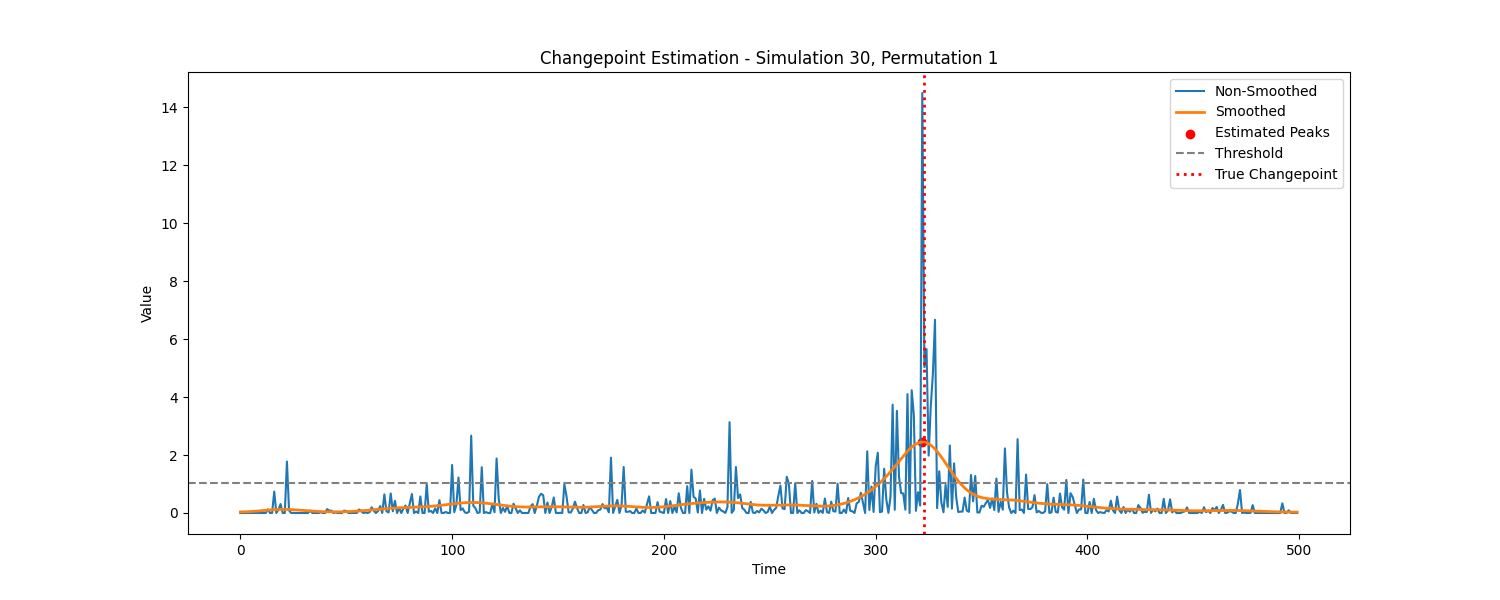 Changepoint Estimation - Simulation 30, Permutation 1
Non-Smoothed
Smoothed
Estimated Peaks
Threshold
True Changepoint
Value
14
12
10
8
6
4
2
0
0 100 200 300 400 500
Time